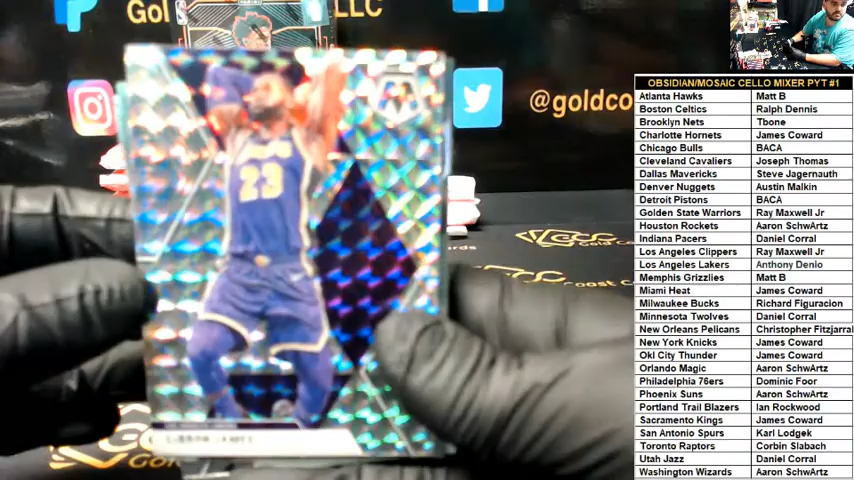 Gol
LLC
@goldco
23
LEBRON JAMES
OBSIDIAN/MOSAIC CELLO MIXER PYT #1
Atlanta Hawks Matt B
Boston Celtics Ralph Dennis
Brooklyn Nets Tbone
Charlotte Hornets James Coward
Chicago Bulls BACA
Cleveland Cavaliers Joseph Thomas
Dallas Mavericks Steve Jagernauth
Denver Nuggets Austin Malkin
Detroit Pistons BACA
Golden State Warriors Ray Maxwell Jr
Houston Rockets Aaron SchwArtz
Indiana Pacers Daniel Corral
Los Angeles Clippers Ray Maxwell Jr
Los Angeles Lakers Anthony Denio
Memphis Grizzlies Matt B
Miami Heat James Coward
Milwaukee Bucks Richard Figuracion
Minnesota Twolves Daniel Corral
New Orleans Pelicans Christopher Fitzjarral
New York Knicks James Coward
Okl City Thunder James Coward
Orlando Magic Aaron SchwArtz
Philadelphia 76ers Dominic Foor
Phoenix Suns Aaron SchwArtz
Portland Trail Blazers Ian Rockwood
Sacramento Kings James Coward
San Antonio Spurs Karl Lodgek
Toronto Raptors Corbin Slabach
Utah Jazz Daniel Corral
Washington Wizards Aaron SchwArtz